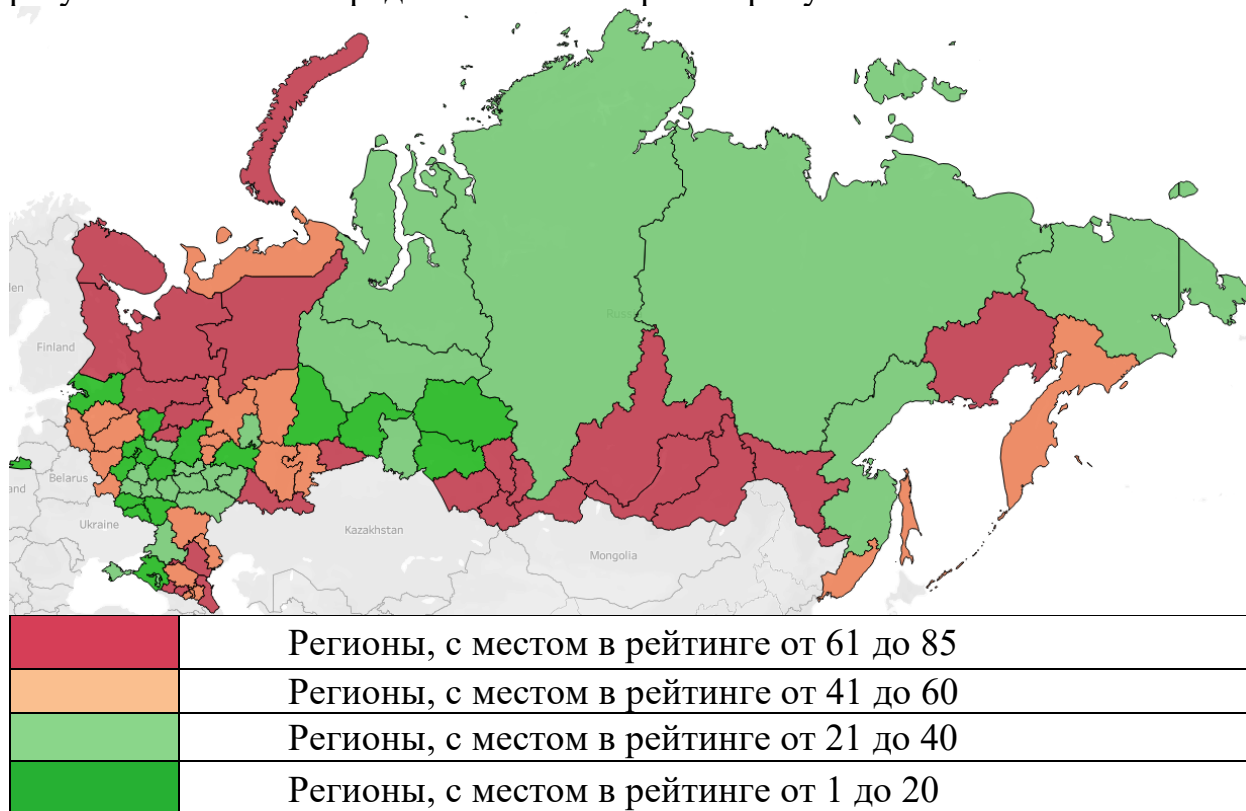 Finland
Russ
Belarus
Ukraine
Kazakhstan
Mongolia
Регионы, с местом в рейтинге от 61 до 85
Регионы, с местом в рейтинге от 41 до 60
Регионы, с местом в рейтинге от 21 до 40
Регионы, с местом в рейтинге от 1 до 20